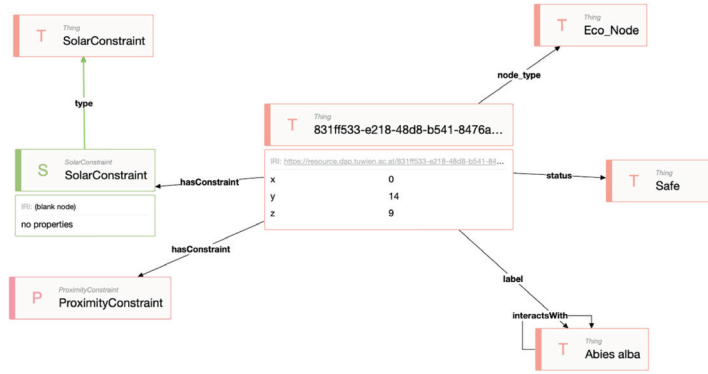 Thing
T
SolarConstraint
Thing
T
Eco_Node
node_type
type
Thing
T
831ff533-e218-48d8-b541-8476a...
IRI: https://resource.dap.tuwien.ac.at/831ff533-e218-48d8-b541-84...
x 0
y 14
z 9
SolarConstraint
S
SolarConstraint
IRI: (blank node)
no properties
hasConstraint
status
Thing
T
Safe
hasConstraint
ProximityConstraint
P
ProximityConstraint
label
interactsWith
Thing
T
Abies alba